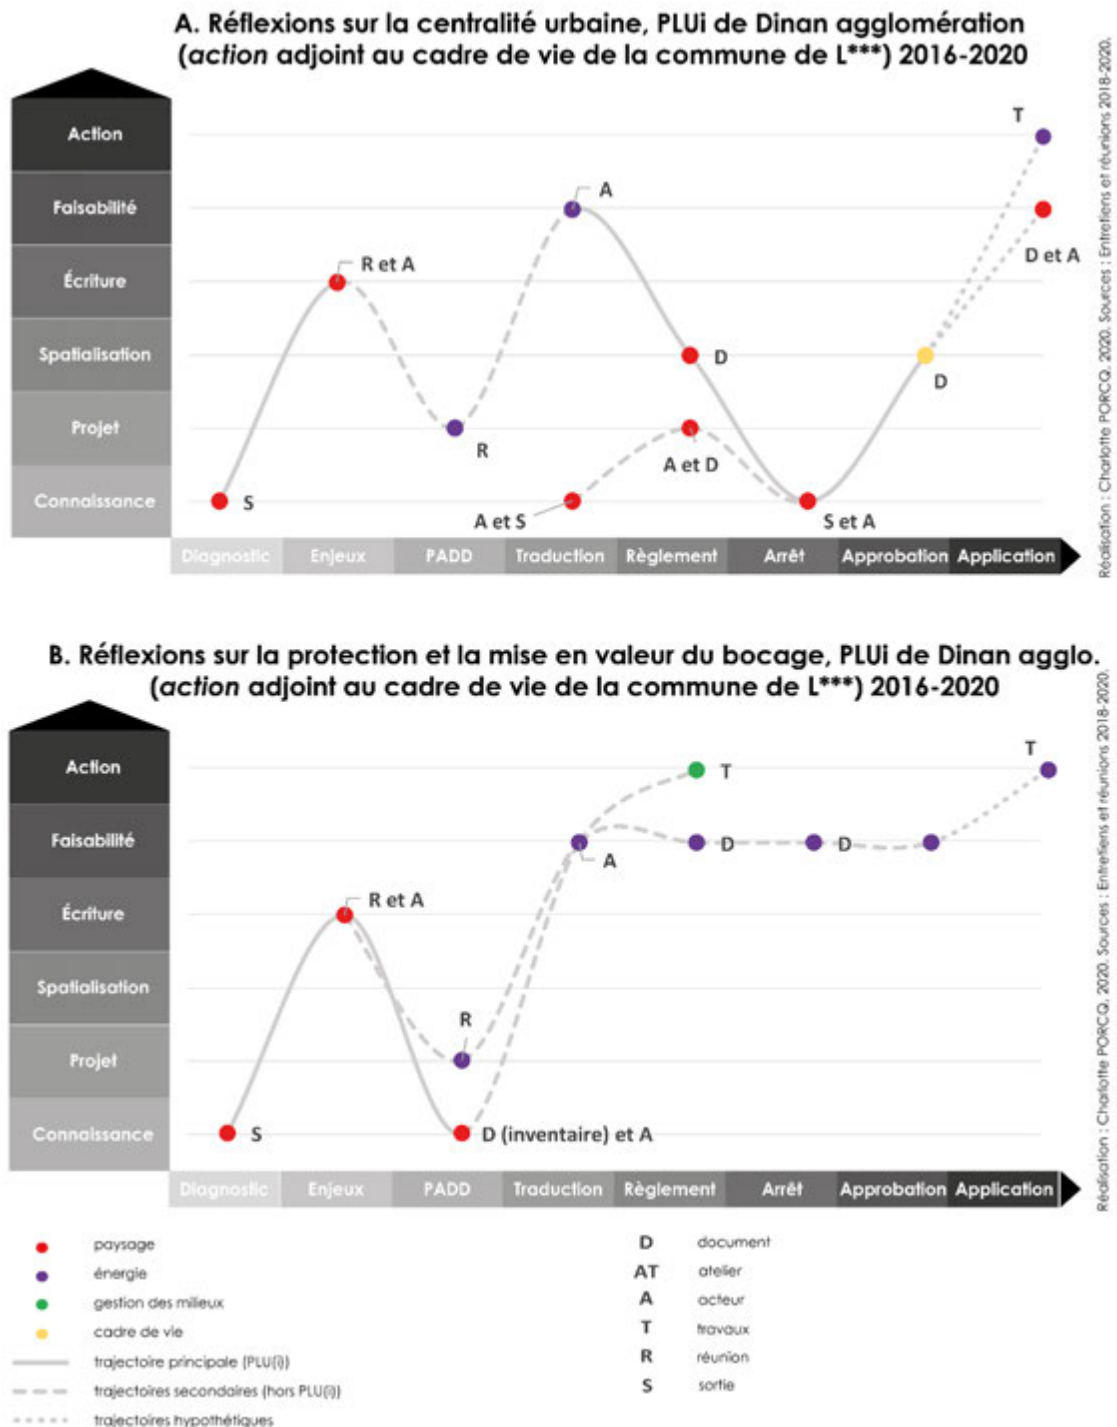 A. Réflexions sur la centralité urbaine, PLUi de Dinan agglomération
(action adjoint au cadre de vie de la commune de L***) 2016-2020
Action
Faisabilité
Écriture
Spatialisation
Projet
Connaissance
T
A
D et A
R et A
D
D
R
A et D
S
A et S
S et A
Diagnostic Enjeux PADD Traduction Règlement Arrêt Approbation Application
Réalisation : Charlotte PORCQ, 2020. Sources : Entretiens et réunions 2018-2020.
B. Réflexions sur la protection et la mise en valeur du bocage, PLUi de Dinan agglo.
(action adjoint au cadre de vie de la commune de L***) 2016-2020
Action
Faisabilité
Écriture
Spatialisation
Projet
Connaissance
T
T
D
D
A
R et A
R
S
D (inventaire) et A
Diagnostic Enjeux PADD Traduction Règlement Arrêt Approbation Application
Réalisation : Charlotte PORCQ, 2020. Sources : Entretiens et réunions 2018-2020.
paysage
énergie
gestion des milieux
cadre de vie
trajectoire principale (PLU(i))
trajectoires secondaires (hors PLU(i))
trajectoires hypothétiques
D document
AT atelier
A acteur
T travaux
R réunion
S sortie